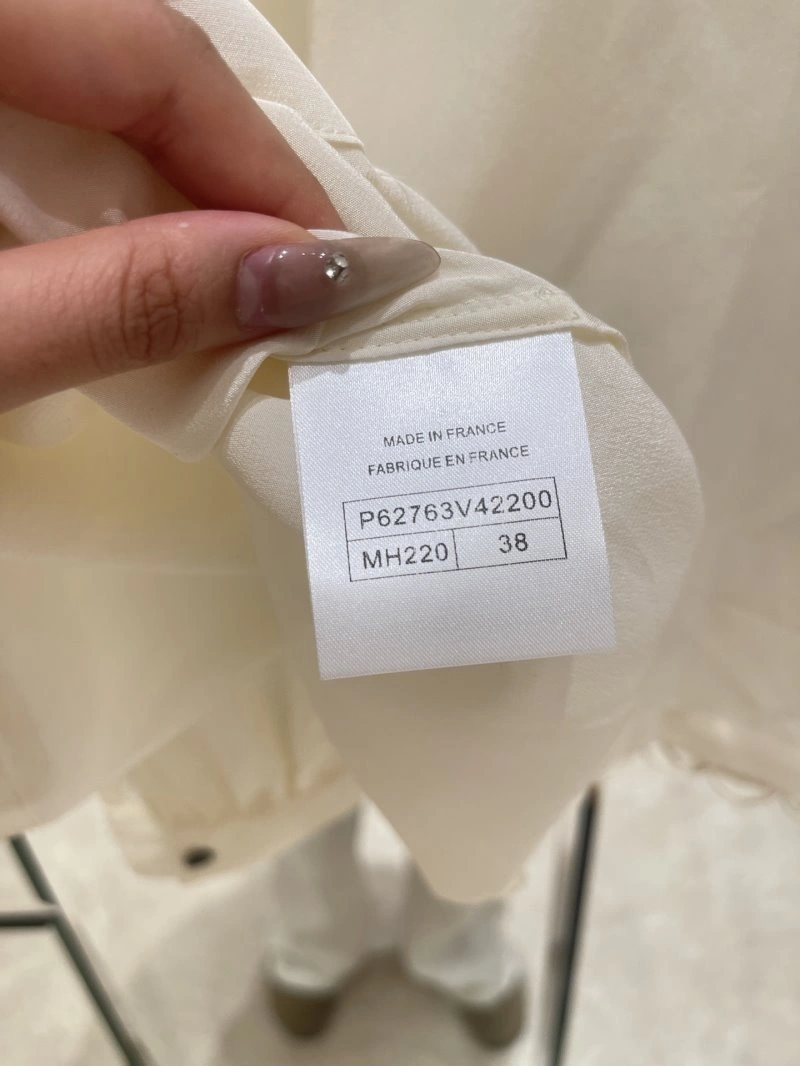 MADE IN FRANCE
FABRIQUE EN FRANCE
P62763V42200
MH220 38